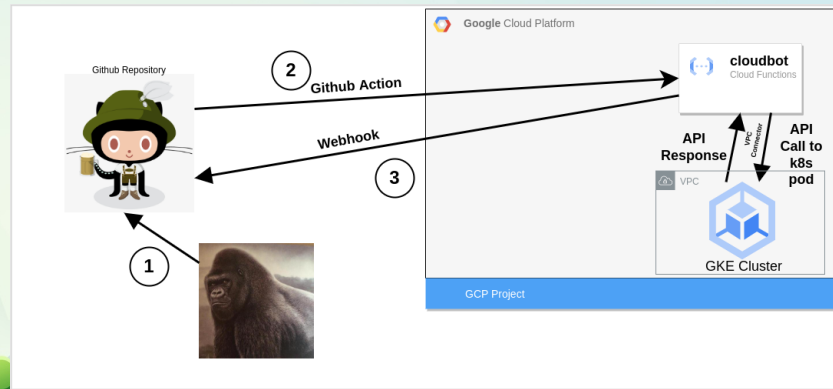 Google Cloud Platform
Github Repository
2
Github Action
cloudbot
Cloud Functions
Webhook
3
API
Response
VPC
Connector
API
Call to
k8s
pod
VPC
GKE Cluster
1
GCP Project